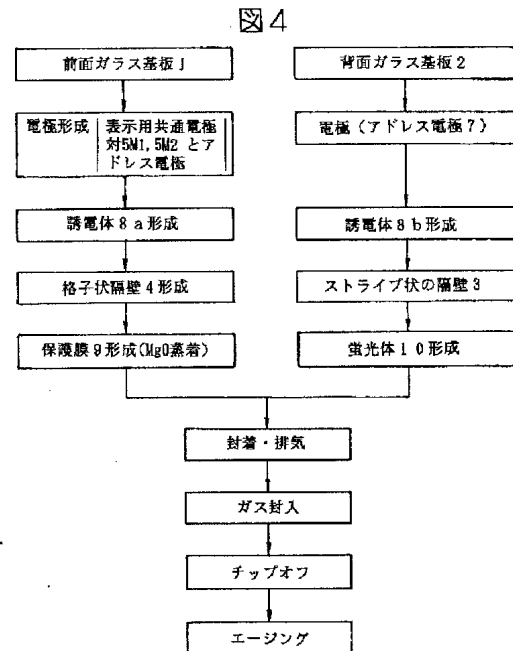 図4
前面ガラス基板1
背面ガラス基板2
電極形成
表示用共通電極
対5M1,5M2 とア
ドレス電極
電極(アドレス電極7)
誘電体8a形成
誘電体8b形成
格子状隔壁4形成
ストライプ状の隔壁3
保護膜9形成(MgO蒸着)
蛍光体10形成
封着・排気
ガス封入
チップオフ
エージング